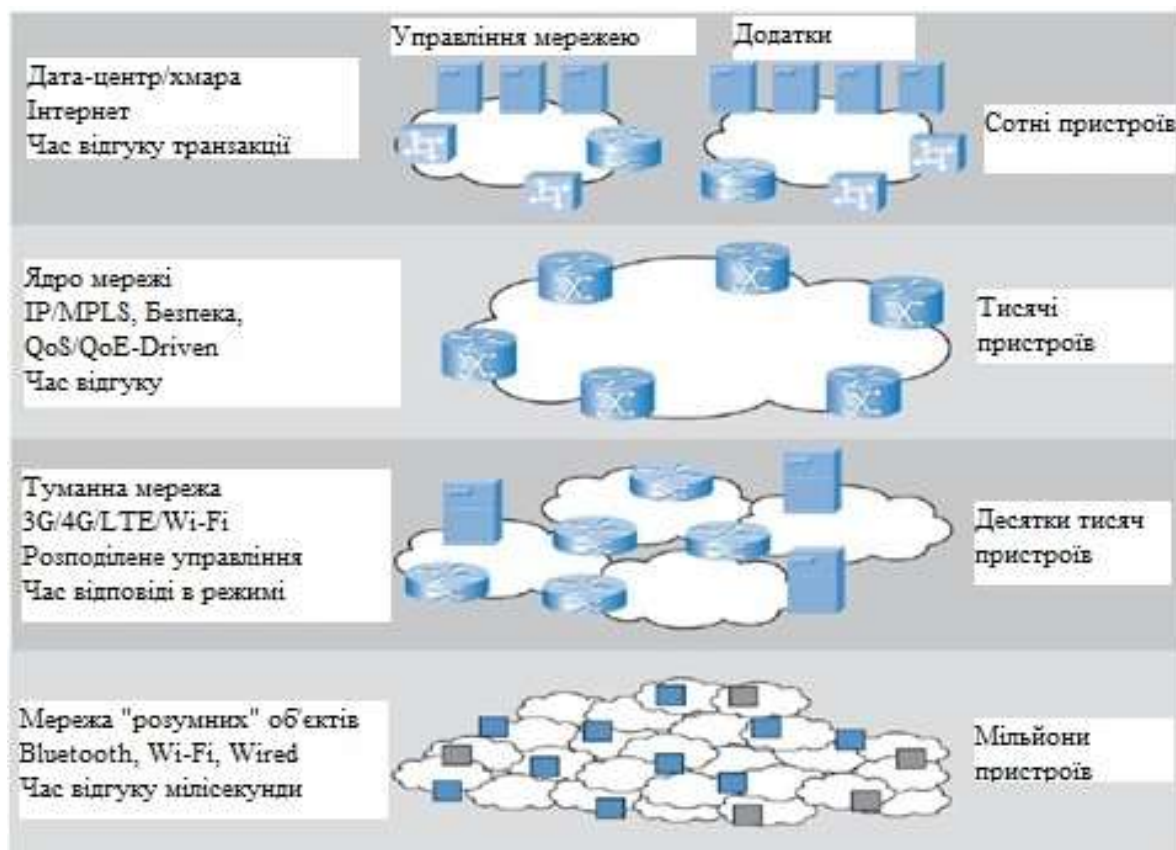 Управління мережею
Додатки
Дата-центр/хмара
Інтернет
Час відгуку транзакції
Сотні пристроїв
Ядро мережі
IP/MPLS, Безпека,
QoS/QoE-Driven
Час відгуку
Тисячі
пристроїв
Туманна мережа
3G/4G/LTE/Wi-Fi
Розподілене управління
Час відповіді в режимі
Десятки тисяч
пристроїв
Мережа "розумних" об'єктів
Bluetooth, Wi-Fi, Wired
Час відгуку мілісекунди
Мільйони
пристроїв